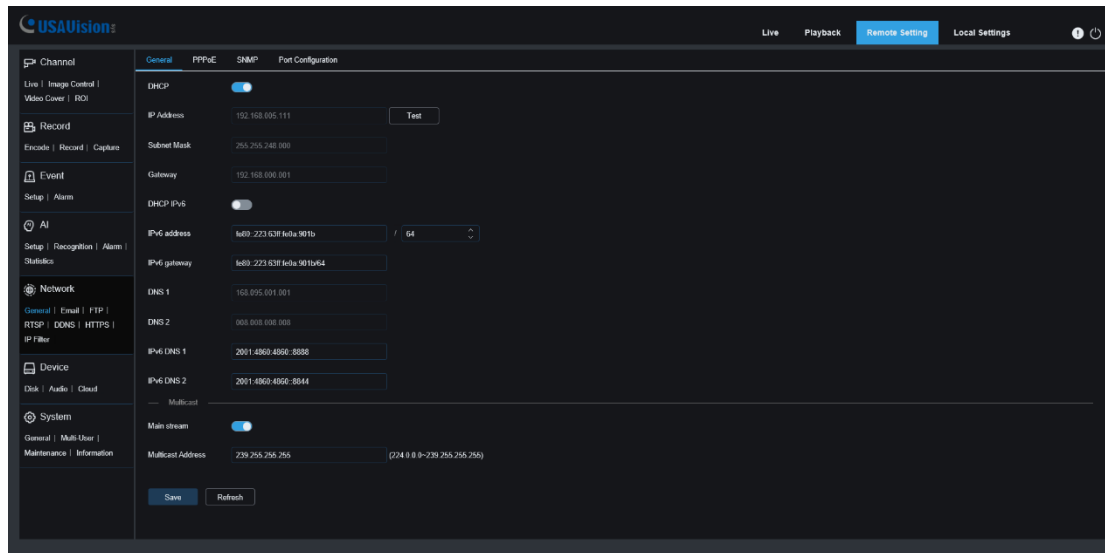 USAVision
Live Playback Remote Setting Local Settings
Channel
Live | Image Control |
Video Cover | ROI
Record
Encode | Record | Capture
Event
Setup | Alarm
AI
Setup | Recognition | Alarm |
Statistics
Network
General | Email | FTP |
RTSP | DDNS | HTTPS |
IP Filter
Device
Disk | Audio | Cloud
System
General | Multi-User |
Maintenance | Information
General PPPoE SNMP Port Configuration
DHCP
IP Address 192.168.005.111 Test
Subnet Mask 255.255.248.000
Gateway 192.168.000.001
DHCP IPv6
IPv6 address fe80::223:63ff:fe0a:901b / 64
IPv6 gateway fe80::223:63ff:fe0a:901b/64
DNS 1 168.095.001.001
DNS 2 008.008.008.008
IPv6 DNS 1 2001:4860:4860::8888
IPv6 DNS 2 2001:4860:4860::8844
Multicast
Main stream
Multicast Address 239.255.255.255 (224.0.0.0~239.255.255.255)
Save Refresh